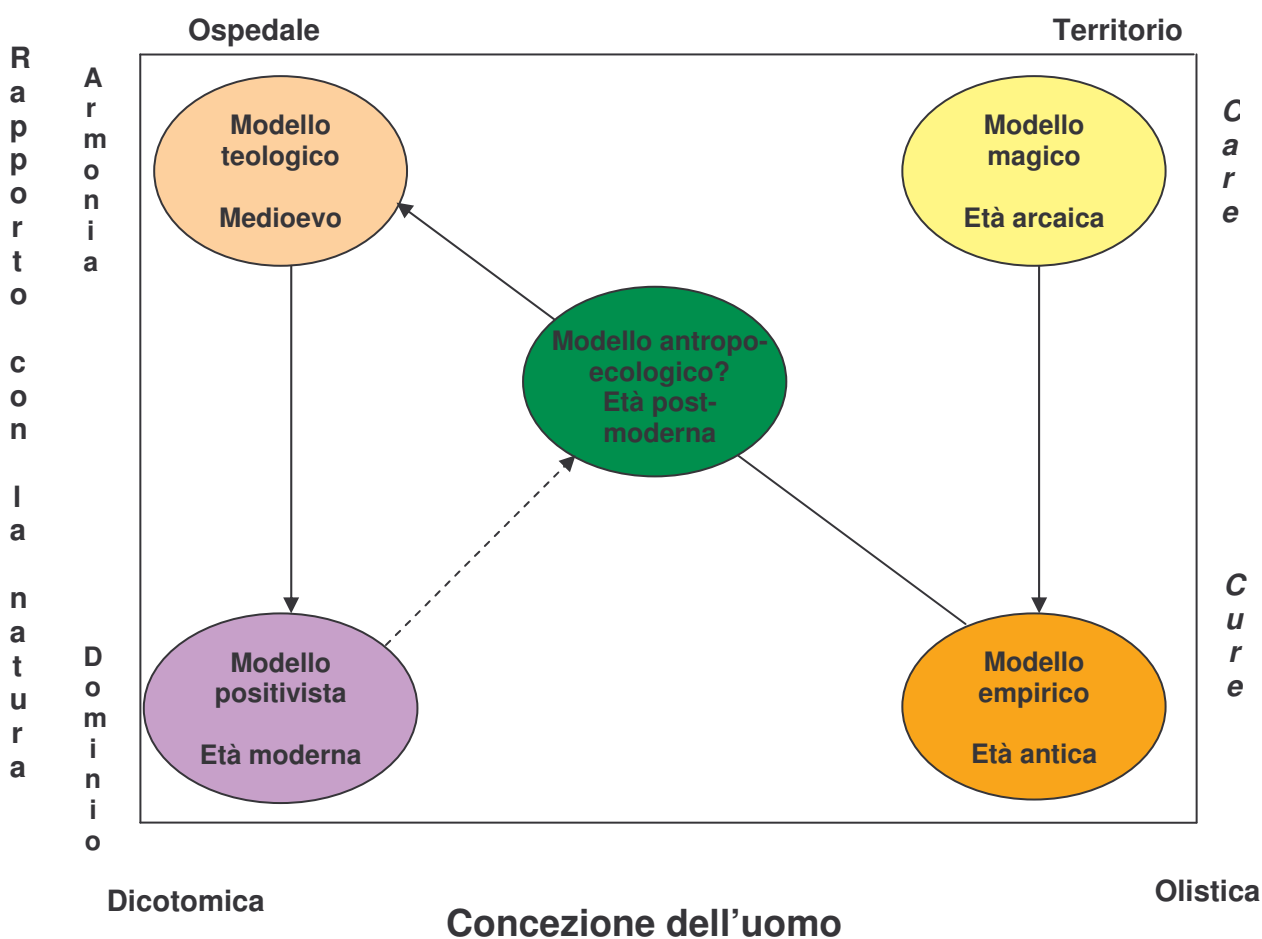 Ospedale
Territorio
Rapporto con la natura
Armonia
Modello
teologico
Medioevo
Modello
magico
Età arcaica
Care
Modello antropo-
ecologico?
Età post-
moderna
Dominio
Modello
positivista
Età moderna
Modello
empirico
Età antica
Cure
Dicotomica
Olistica
Concezione dell’uomo